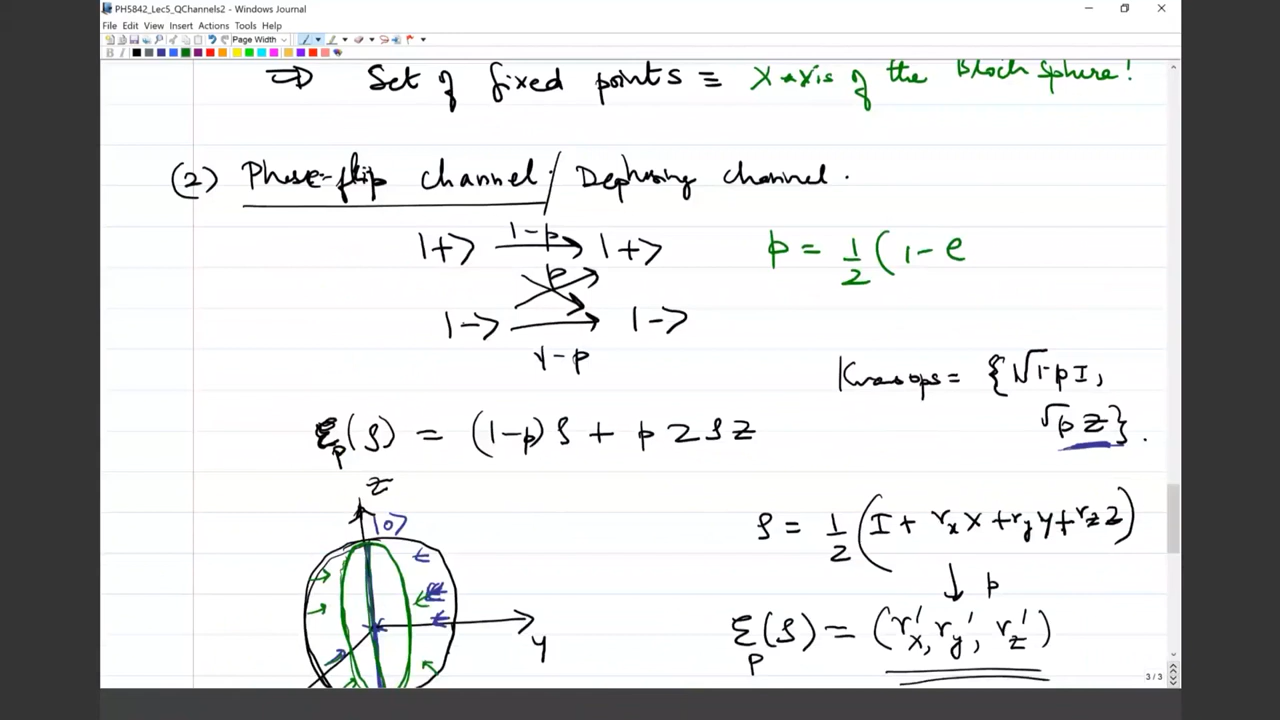 PH5842_Lec5_QChannels2 - Windows Journal
File Edit View Insert Actions Tools Help
Page Width
B I
⇒ Set of fixed points ≡ X-axis of the Bloch sphere!
(2) Phase-flip channel / Dephasing channel.
|+> 1-p |+>
p = 1/2 (1 - e
p
|-> |->
1-p
Kraus ops = {√1-p I,
√p Z}.
ℰp(ρ) = (1-p)ρ + p ZρZ
Z
|0>
ρ = 1/2 (I + rx X + ry Y + rz Z)
↓ p
ℰp(ρ) = (rx', ry', rz')
y
3 / 3